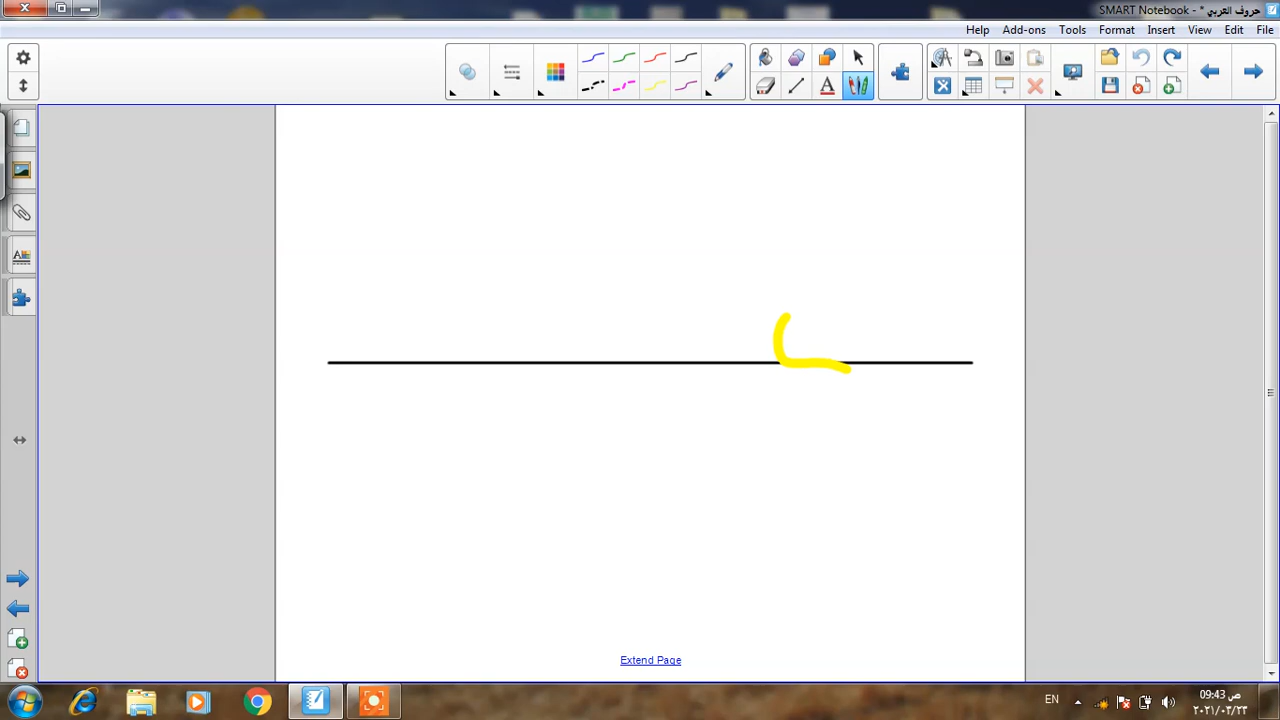 SMART Notebook - * حروف العربي
Help Add-ons Tools Format Insert View Edit File
Extend Page
EN
09:43 ص
٢٠٢١/٠٣/٢٣